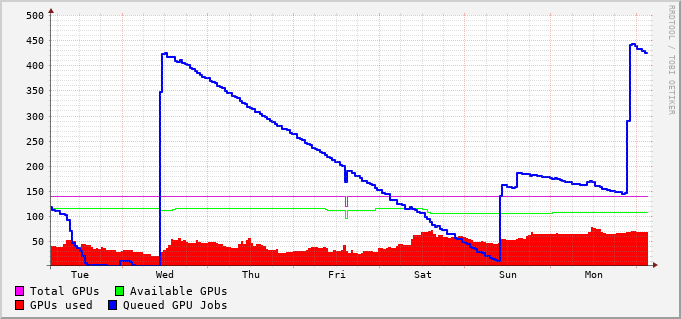 500
450
400
350
300
250
200
150
100
50
Tue Wed Thu Fri Sat Sun Mon
Total GPUs Available GPUs
GPUs used Queued GPU Jobs
RRDTOOL / TOBI OETIKER